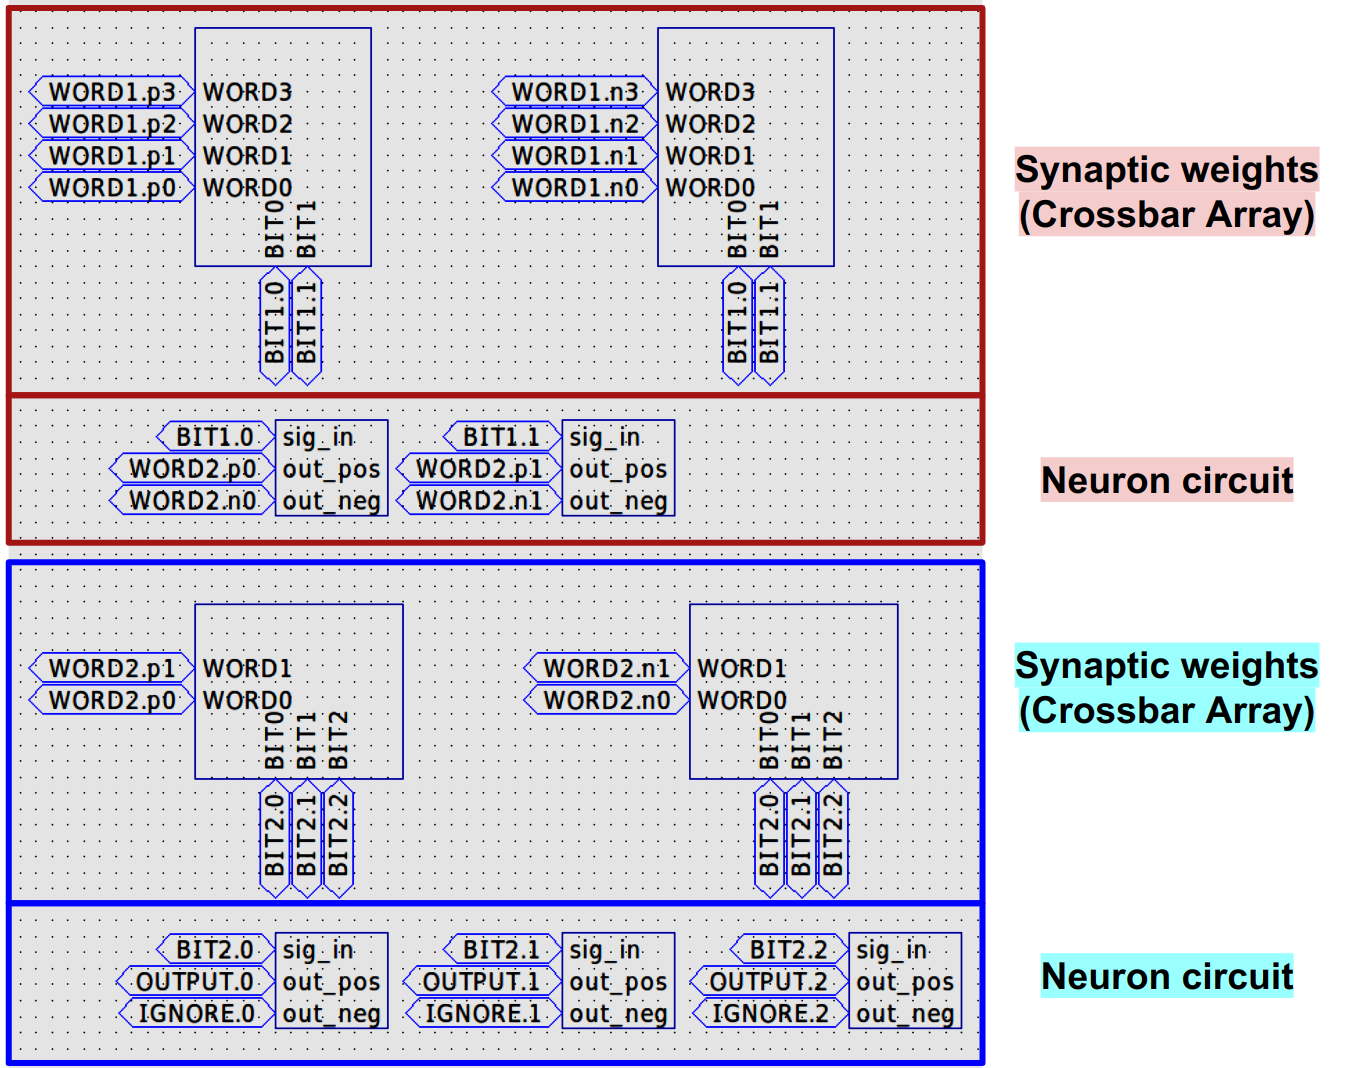 WORD1.p3 WORD3
WORD1.p2 WORD2
WORD1.p1 WORD1
WORD1.p0 WORD0
BIT0
BIT1
BIT1.0
BIT1.1
WORD1.n3 WORD3
WORD1.n2 WORD2
WORD1.n1 WORD1
WORD1.n0 WORD0
BIT0
BIT1
BIT1.0
BIT1.1
Synaptic weights
(Crossbar Array)
BIT1.0 sig_in
WORD2.p0 out_pos
WORD2.n0 out_neg
BIT1.1 sig_in
WORD2.p1 out_pos
WORD2.n1 out_neg
Neuron circuit
WORD2.p1 WORD1
WORD2.p0 WORD0
BIT0
BIT1
BIT2
BIT2.0
BIT2.1
BIT2.2
WORD2.n1 WORD1
WORD2.n0 WORD0
BIT0
BIT1
BIT2
BIT2.0
BIT2.1
BIT2.2
Synaptic weights
(Crossbar Array)
BIT2.0 sig_in
OUTPUT.0 out_pos
IGNORE.0 out_neg
BIT2.1 sig_in
OUTPUT.1 out_pos
IGNORE.1 out_neg
BIT2.2 sig_in
OUTPUT.2 out_pos
IGNORE.2 out_neg
Neuron circuit